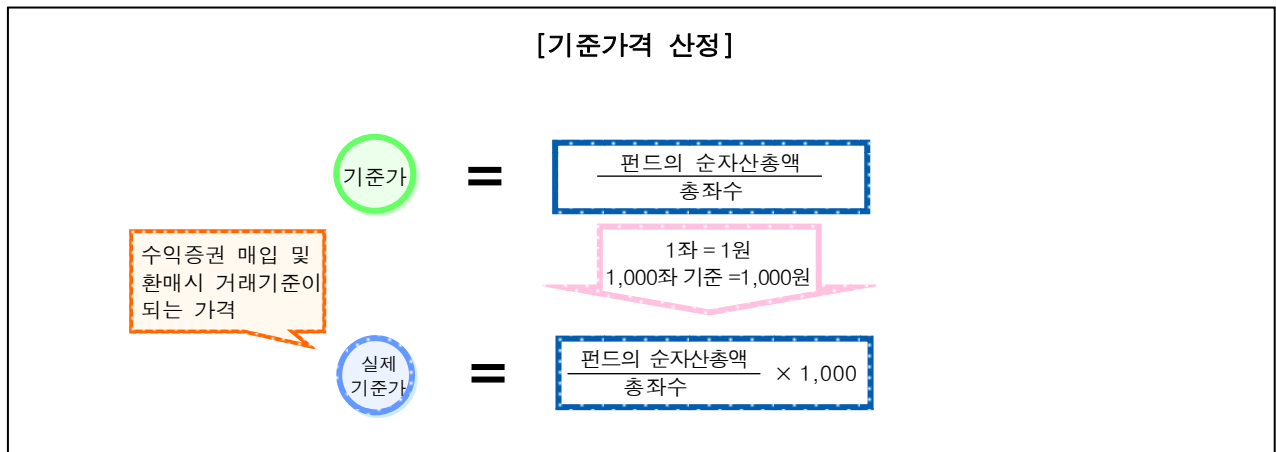 [기준가격 산정]
기준가
=
펀드의 순자산총액
총좌수
수익증권 매입 및
환매시 거래기준이
되는 가격
1좌 = 1원
1,000좌 기준 =1,000원
실제
기준가
=
펀드의 순자산총액
총좌수
× 1,000